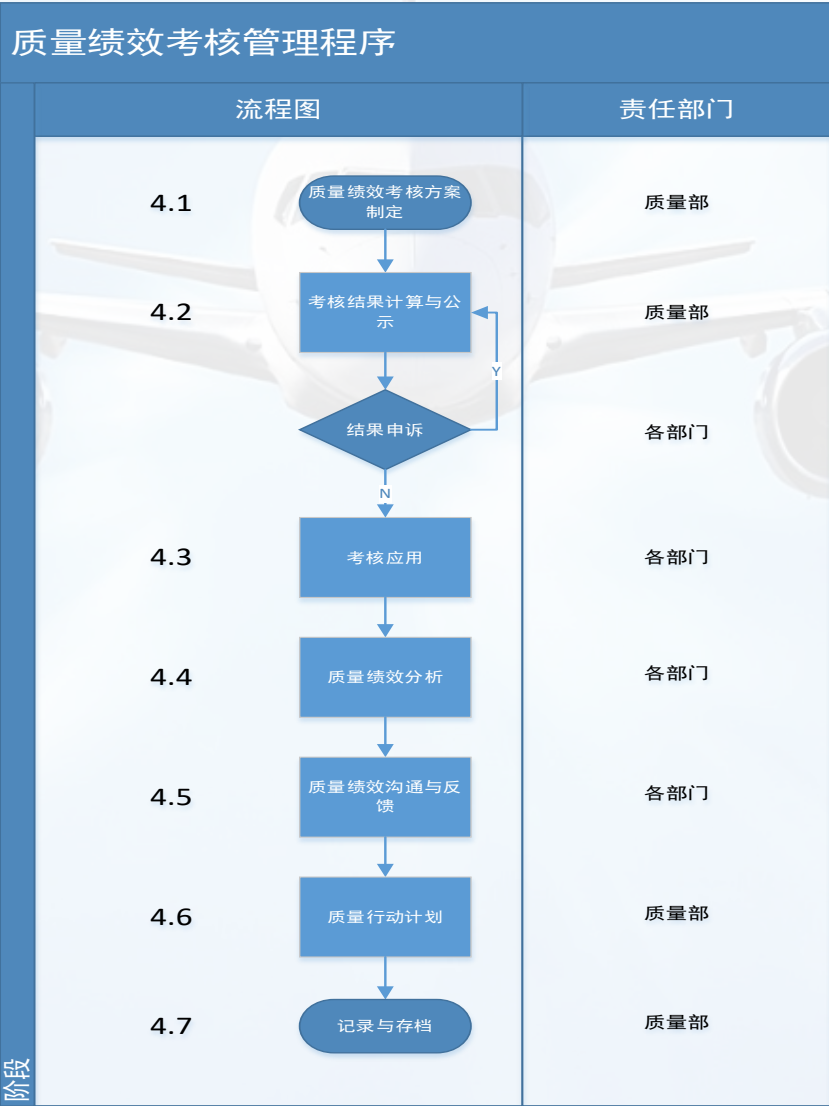 质量绩效考核管理程序
流程图
责任部门
4.1
质量绩效考核方案
制定
质量部
4.2
考核结果计算与公
示
质量部
Y
结果申诉
各部门
N
4.3
考核应用
各部门
4.4
质量绩效分析
各部门
4.5
质量绩效沟通与反
馈
各部门
4.6
质量行动计划
质量部
4.7
记录与存档
质量部
阶段